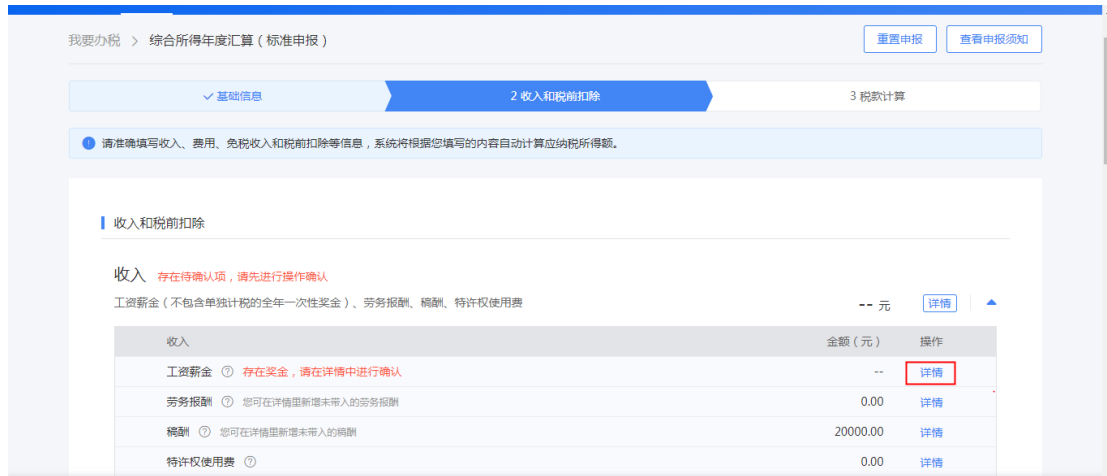 我要办税 > 综合所得年度汇算（标准申报） 重置申报 查看申报须知
基础信息 2 收入和税前扣除 3 税款计算
请准确填写收入、费用、免税收入和税前扣除等信息，系统将根据您填写的内容自动计算应纳税所得额。
收入和税前扣除
收入 存在待确认项，请先进行操作确认
工资薪金（不包含单独计税的全年一次性奖金）、劳务报酬、稿酬、特许权使用费 -- 元 详情
收入 金额（元） 操作
工资薪金 ? 存在奖金，请在详情中进行确认 -- 详情
劳务报酬 ? 您可在详情里新增未带入的劳务报酬 0.00 详情
稿酬 ? 您可在详情里新增未带入的稿酬 20000.00 详情
特许权使用费 ? 0.00 详情